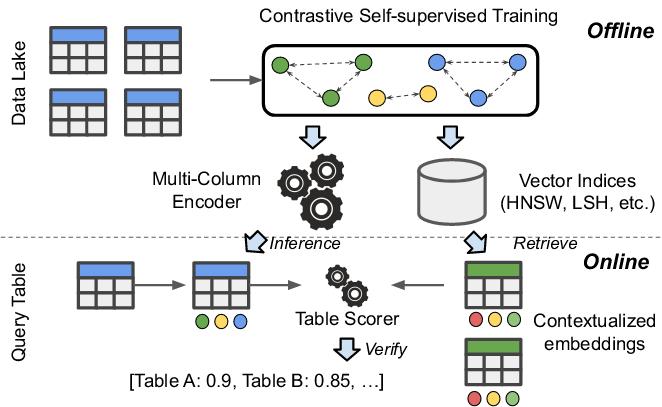 Contrastive Self-supervised Training
Offline
Data Lake
Multi-Column
Encoder
Vector Indices
(HNSW, LSH, etc.)
Inference
Retrieve
Online
Query Table
Table Scorer
Contextualized
embeddings
Verify
[Table A: 0.9, Table B: 0.85, ...]